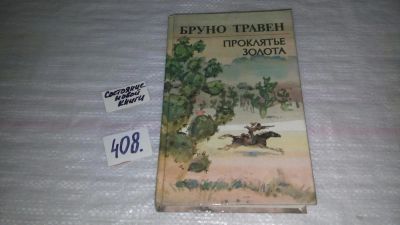 БРУНО ТРАВЕН
ПРОКЛЯТЬЕ
ЗОЛОТА
Состояние
новой
книги
408.